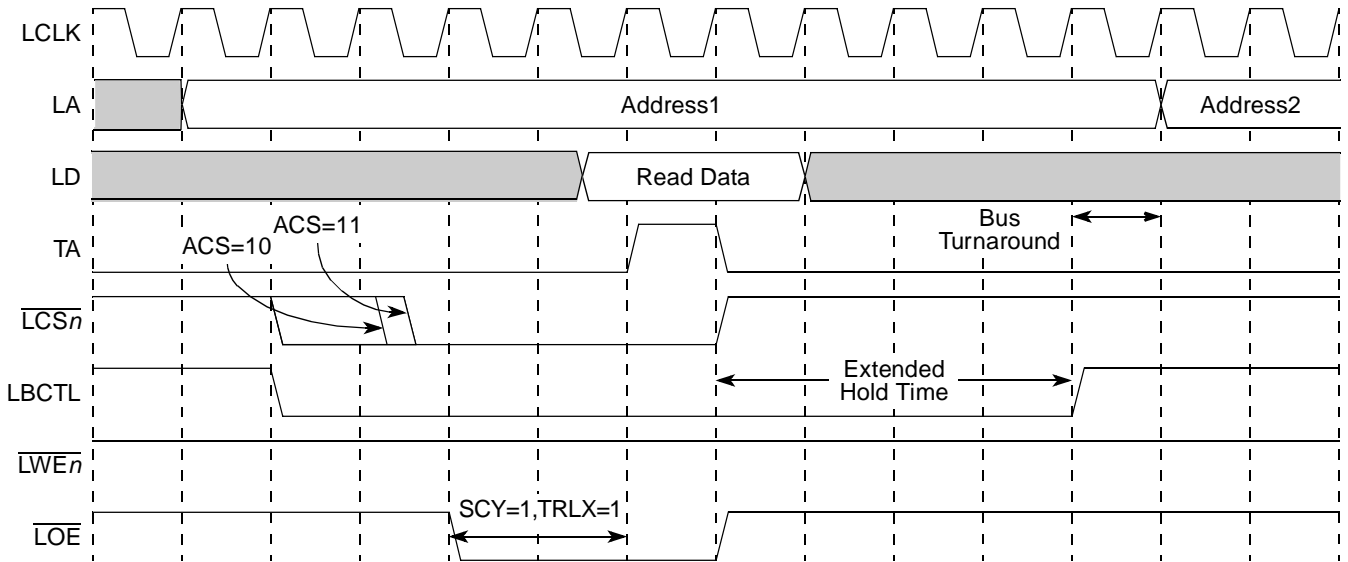 LCLK
LA
Address1
Address2
LD
Read Data
Bus
Turnaround
TA
ACS=10
ACS=11
LCSn
LBCTL
Extended
Hold Time
LWEn
SCY=1,TRLX=1
LOE